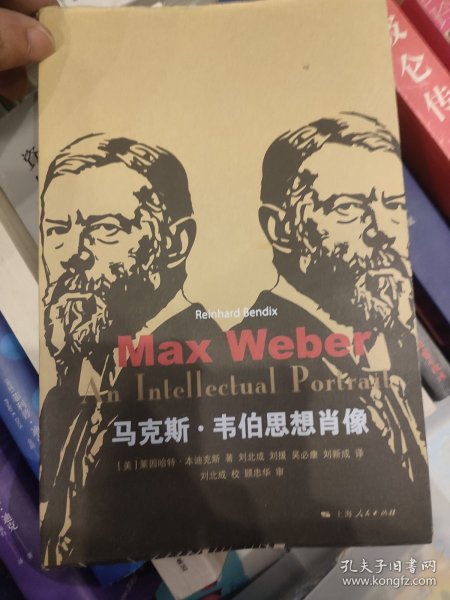 Reinhard Bendix
Max Weber
An Intellectual Portrait
马克斯·韦伯思想肖像
[美]莱因哈特·本迪克斯 著 刘北成 刘援 吴必康 刘新成 译
刘北成 校 顾忠华 审
上海人民出版社
仑传
孔夫子旧书网
www.kongfz.com